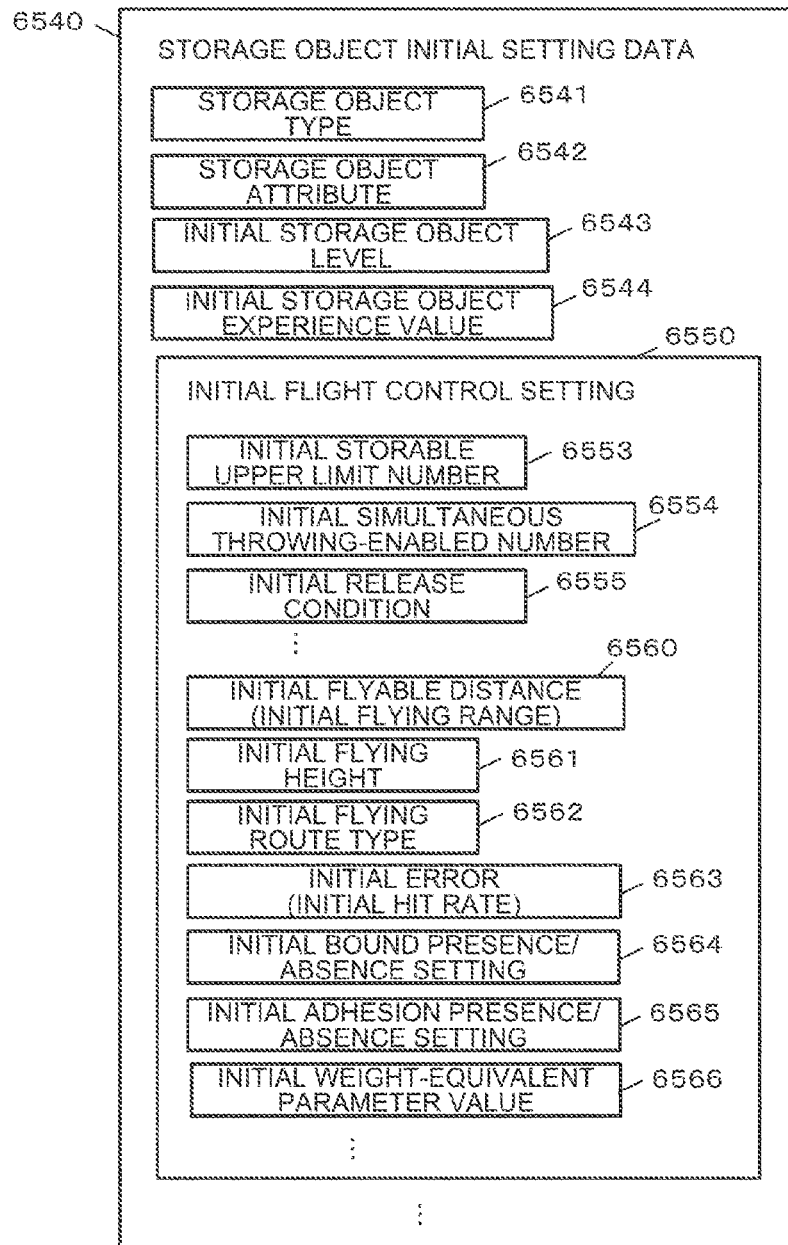 6540
STORAGE OBJECT INITIAL SETTING DATA
STORAGE OBJECT
TYPE
6541
STORAGE OBJECT
ATTRIBUTE
6542
INITIAL STORAGE OBJECT
LEVEL
6543
INITIAL STORAGE OBJECT
EXPERIENCE VALUE
6544
6550
INITIAL FLIGHT CONTROL SETTING
INITIAL STORABLE
UPPER LIMIT NUMBER
6553
INITIAL SIMULTANEOUS
THROWING-ENABLED NUMBER
6554
INITIAL RELEASE
CONDITION
6555
6560
INITIAL FLYABLE DISTANCE
(INITIAL FLYING RANGE)
INITIAL FLYING
HEIGHT
6561
INITIAL FLYING
ROUTE TYPE
6562
INITIAL ERROR
(INITIAL HIT RATE)
6563
INITIAL BOUND PRESENCE/
ABSENCE SETTING
6564
INITIAL ADHESION PRESENCE/
ABSENCE SETTING
6565
INITIAL WEIGHT-EQUIVALENT
PARAMETER VALUE
6566